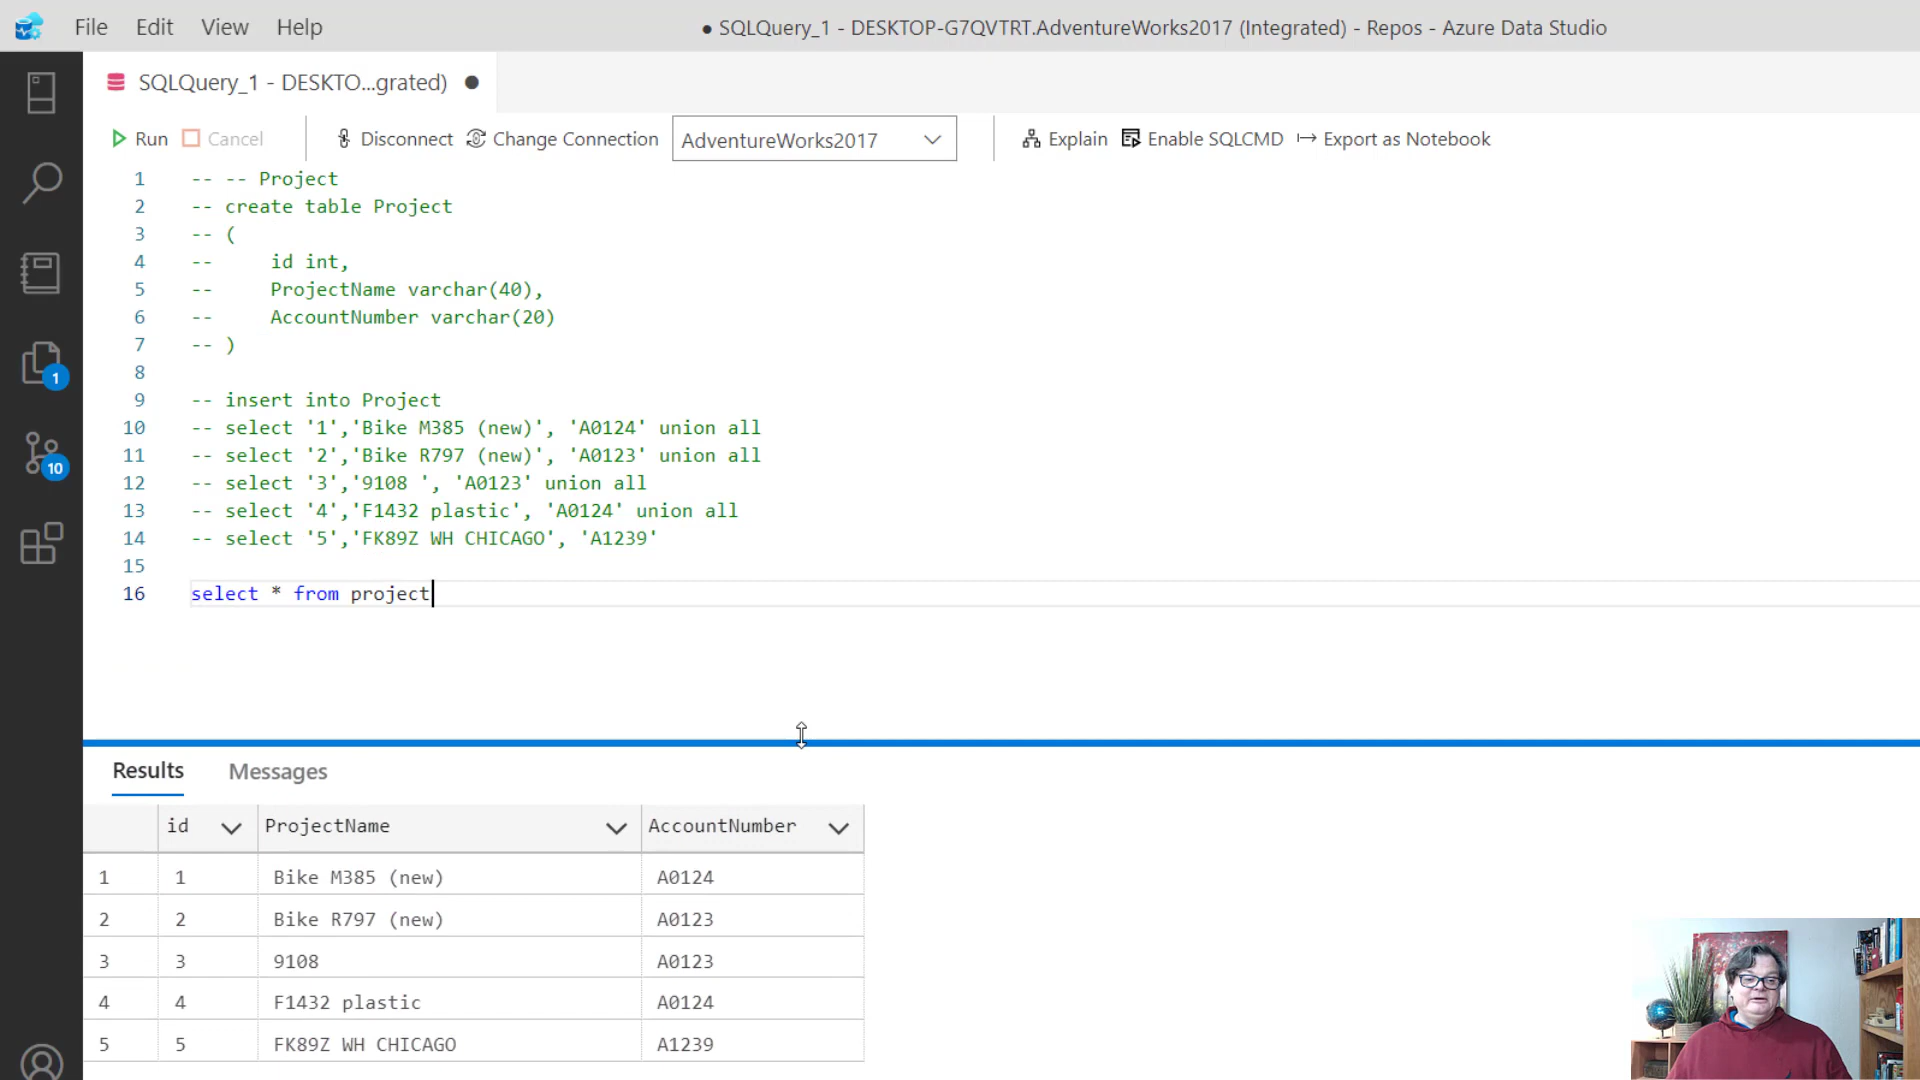 File Edit View Help
● SQLQuery_1 - DESKTOP-G7QVTRT.AdventureWorks2017 (Integrated) - Repos - Azure Data Studio
SQLQuery_1 - DESKTO...grated) ●
Run Cancel Disconnect Change Connection AdventureWorks2017 Explain Enable SQLCMD Export as Notebook
1 -- -- Project
2 -- create table Project
3 -- (
4 --     id int,
5 --     ProjectName varchar(40),
6 --     AccountNumber varchar(20)
7 -- )
8
9 -- insert into Project
10 -- select '1','Bike M385 (new)', 'A0124' union all
11 -- select '2','Bike R797 (new)', 'A0123' union all
12 -- select '3','9108 ', 'A0123' union all
13 -- select '4','F1432 plastic', 'A0124' union all
14 -- select '5','FK89Z WH CHICAGO', 'A1239'
15
16 select * from project
1
10
Results Messages
id ProjectName AccountNumber
1 1 Bike M385 (new) A0124
2 2 Bike R797 (new) A0123
3 3 9108 A0123
4 4 F1432 plastic A0124
5 5 FK89Z WH CHICAGO A1239